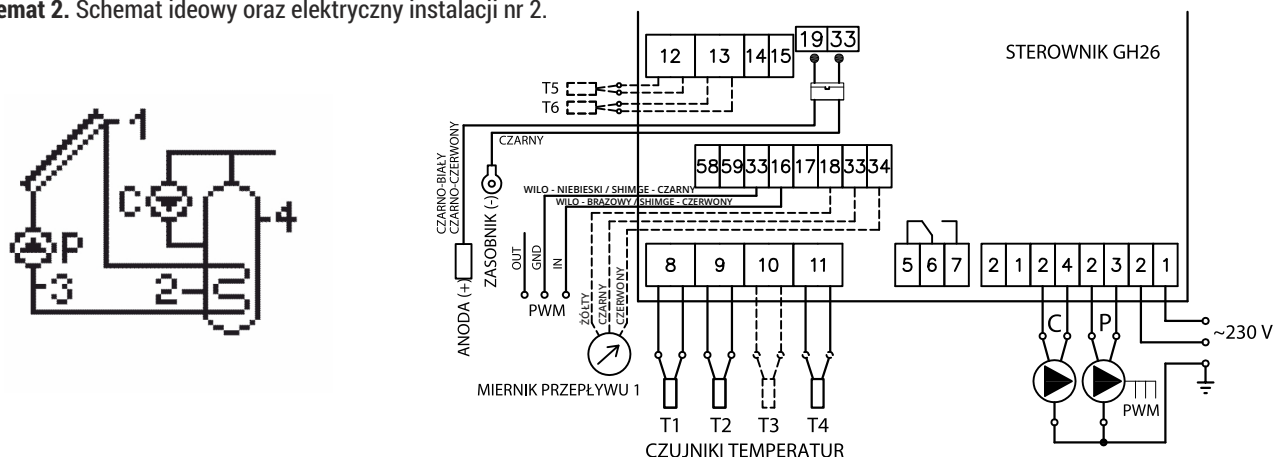 emat 2. Schemat ideowy oraz elektryczny instalacji nr 2.
STEROWNIK GH26
19 33
12 13 14 15
T5
T6
CZARNO-BIAŁY
CZARNO-CZERWONY
CZARNY
58 59 33 16 17 18 33 34
WILO - NIEBIESKI / SHIMGE - CZARNY
WILO - BRĄZOWY / SHIMGE - CZERWONY
ANODA (+)
ZASOBNIK (-)
OUT
GND
IN
PWM
ŻÓŁTY
CZARNY
CZERWONY
MIERNIK PRZEPŁYWU 1
8 9 10 11
T1 T2 T3 T4
CZUJNIKI TEMPERATUR
5 6 7
2 1 2 4 2 3 2 1
C P
~230 V
PWM
1
C
4
P
3
2